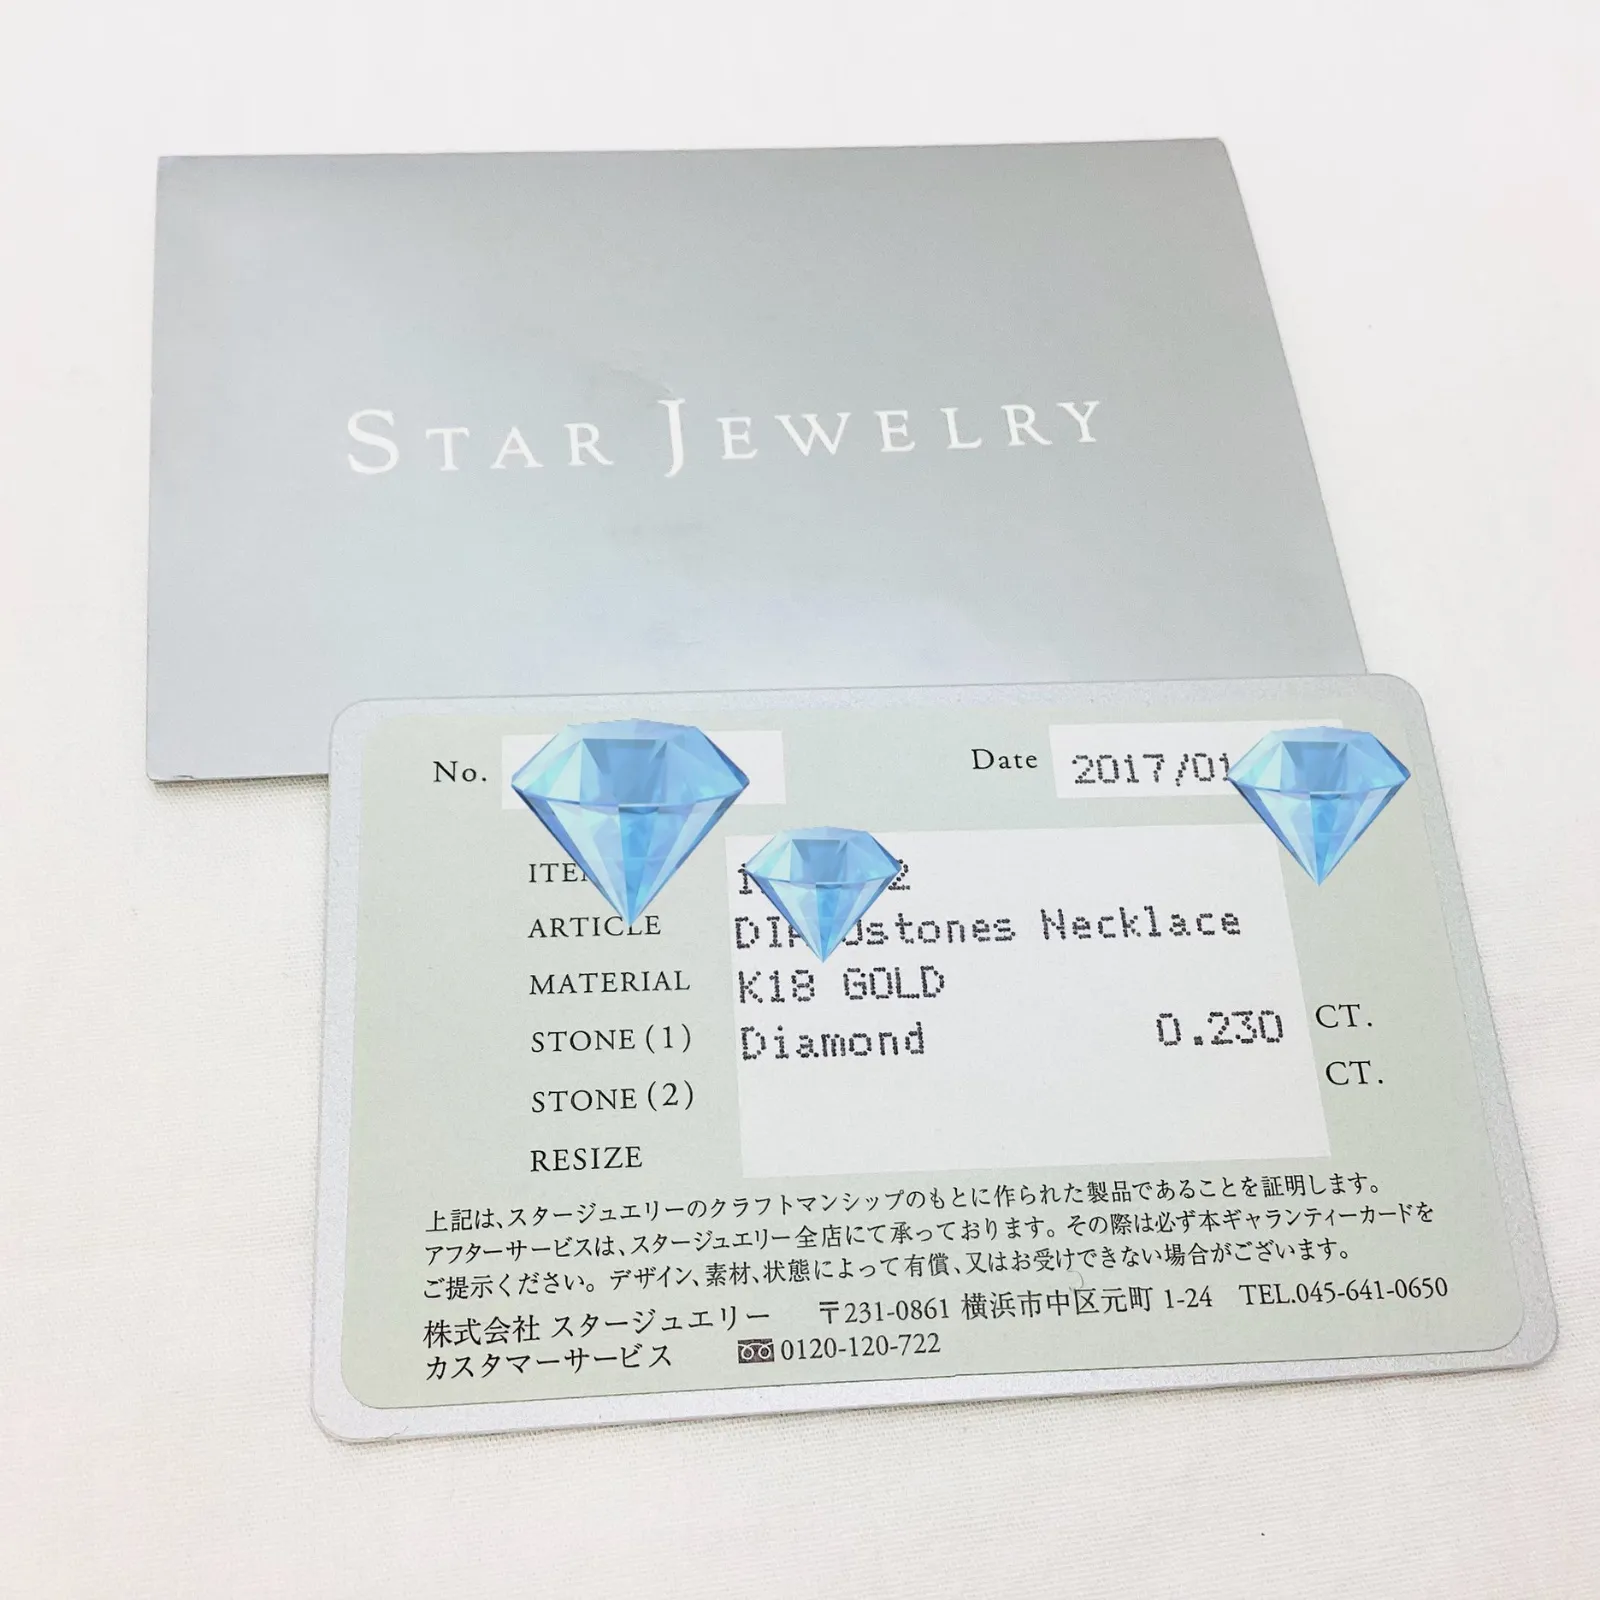 STAR JEWELRY
No. Date 2017/01
ARTICLE Necklace
MATERIAL K18 GOLD
STONE (1) Diamond 0.230 CT.
STONE (2) CT.
RESIZE
上記は、スタージュエリーのクラフトマンシップのもとに作られた製品であることを証明します。
アフターサービスは、スタージュエリー全店にて承っております。その際は必ず本ギャランティーカードを
ご提示ください。デザイン、素材、状態によって有償、又はお受けできない場合がございます。
株式会社 スタージュエリー 〒231-0861 横浜市中区元町 1-24 TEL.045-641-0650
カスタマーサービス 0120-120-722